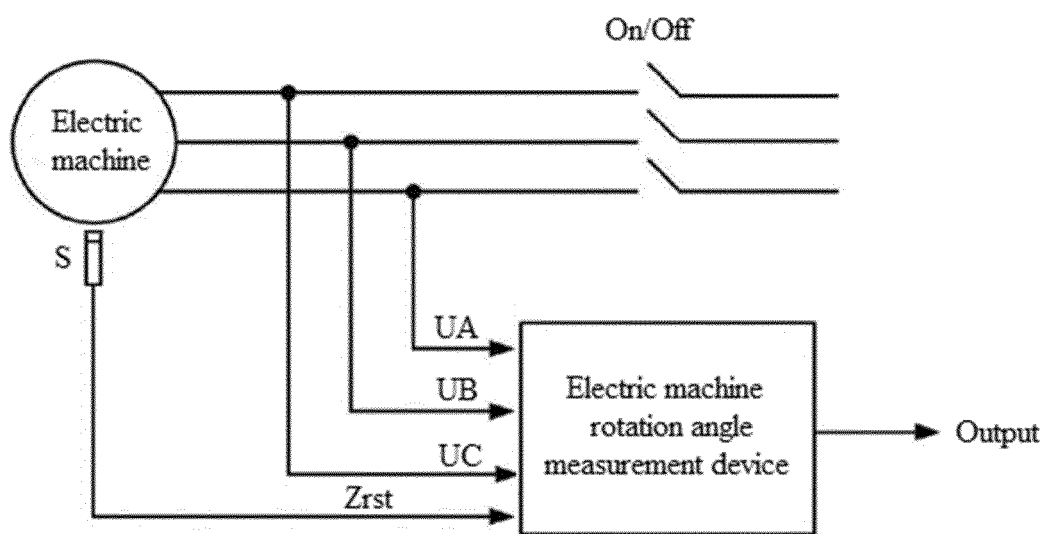 On/Off
Electric
machine
S
UA
UB
UC
Zrst
Electric machine
rotation angle
measurement device
Output